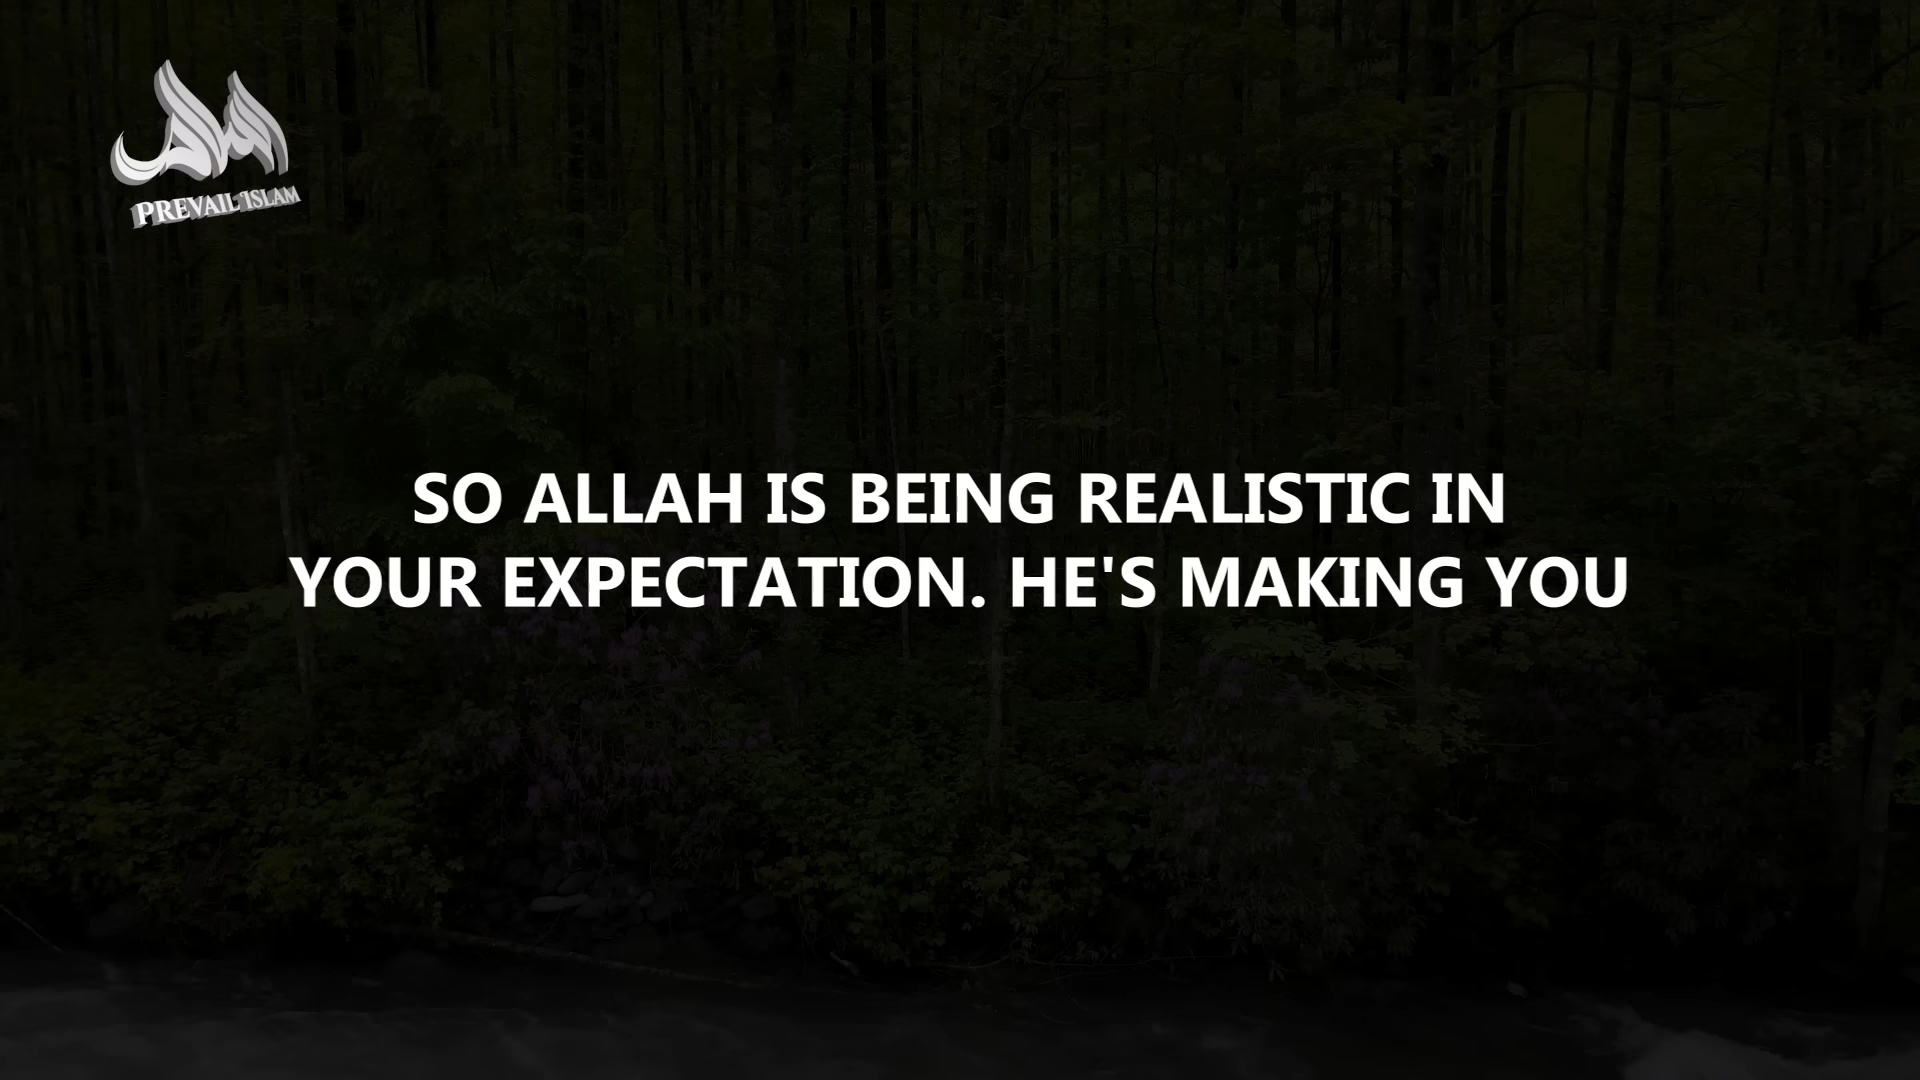 PREVAIL ISLAM
SO ALLAH IS BEING REALISTIC IN
YOUR EXPECTATION. HE'S MAKING YOU